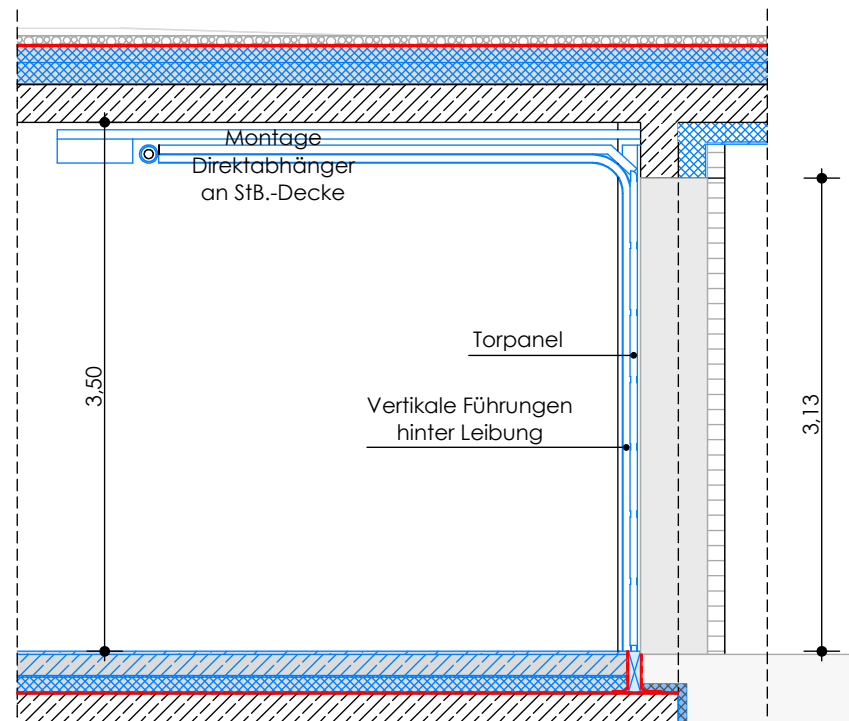 Montage
Direktabhänger
an StB.-Decke
Torpanel
3,50
Vertikale Führungen
hinter Leibung
3,13